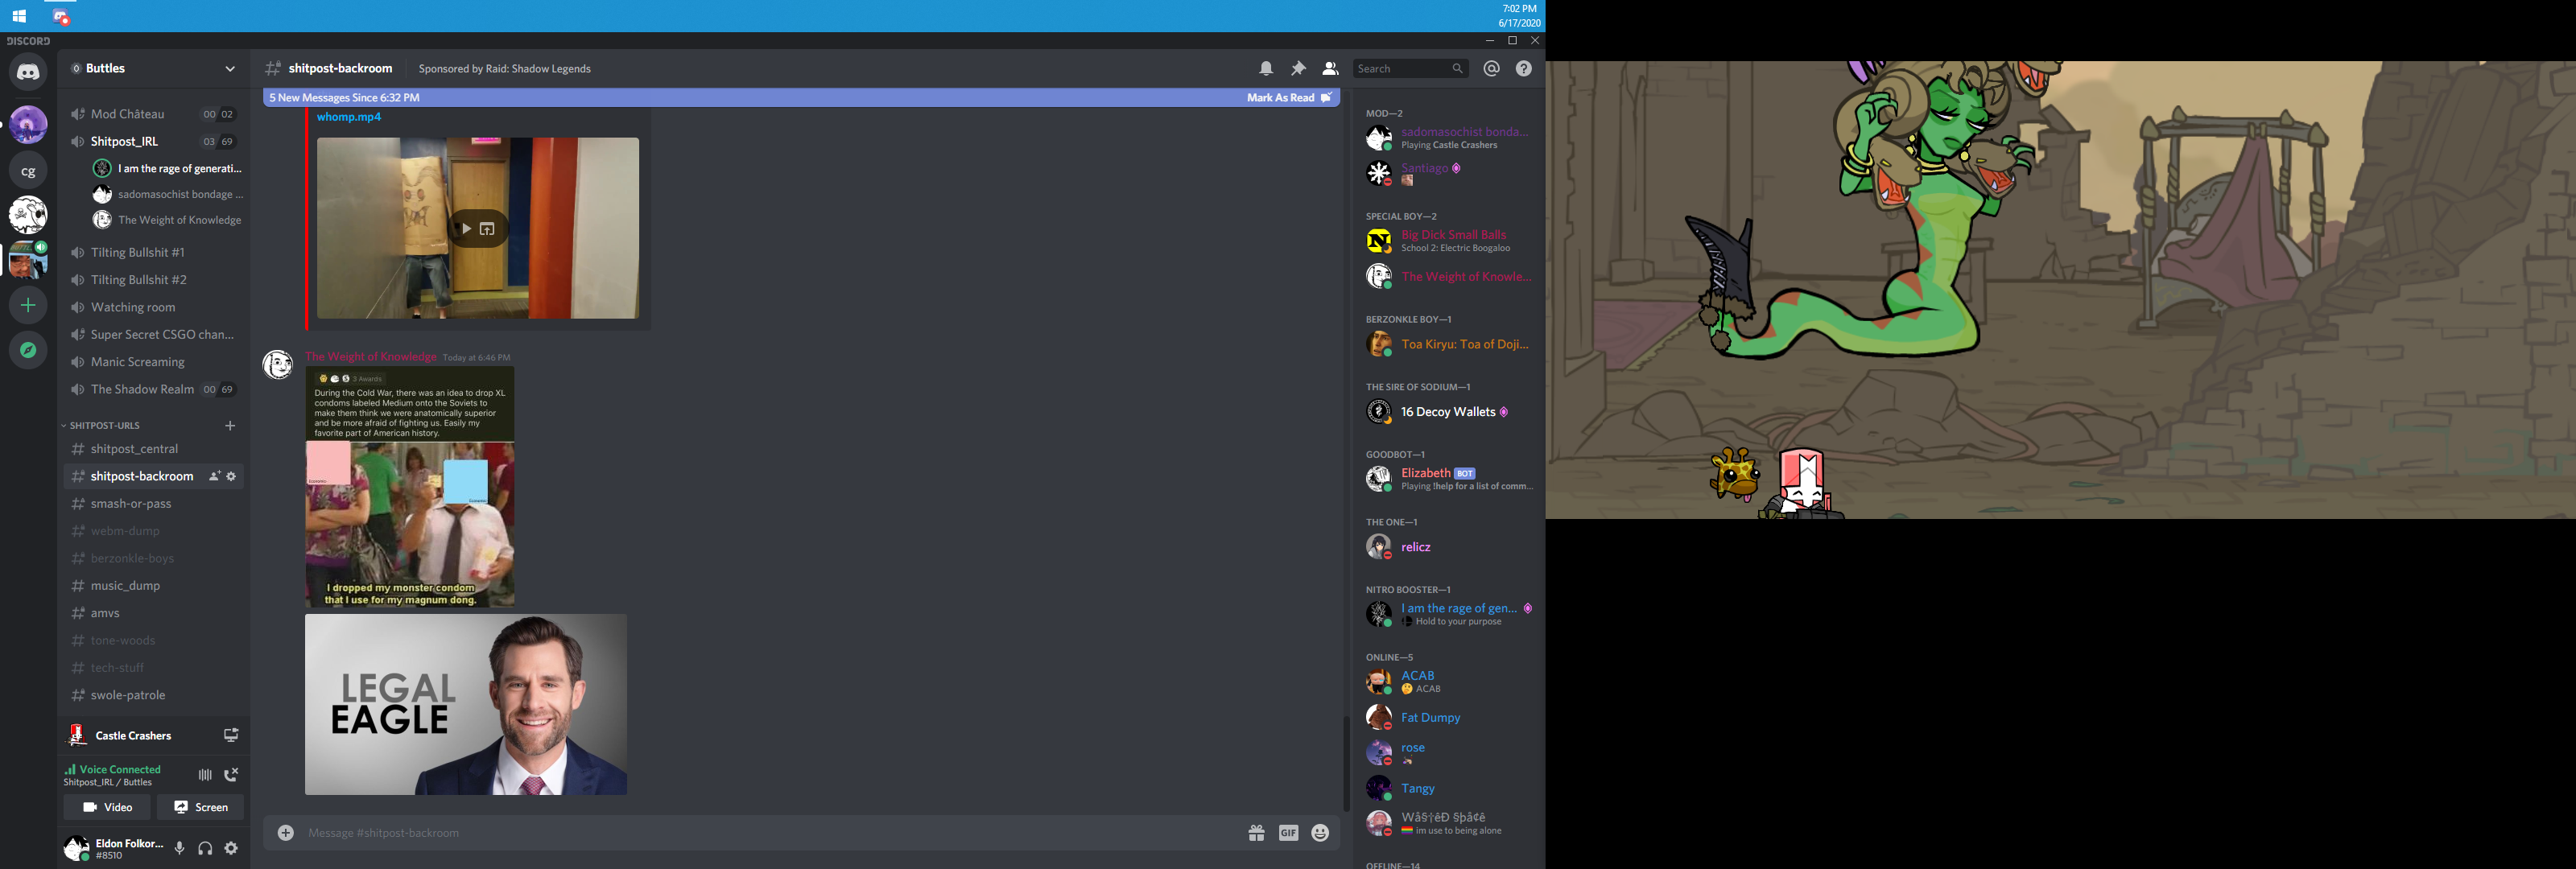 7:02 PM
6/17/2020
DISCORD
Buttles
Mod Château 00 02
Shitpost_IRL 03 69
I am the rage of generati...
sadomasochist bondage ...
The Weight of Knowledge
cg
Tilting Bullshit #1
Tilting Bullshit #2
Watching room
Super Secret CSGO chan...
Manic Screaming
The Shadow Realm 00 69
SHITPOST-URLS
shitpost_central
shitpost-backroom
smash-or-pass
webm-dump
berzonkle-boys
music_dump
amvs
tone-woods
tech-stuff
swole-patrole
Castle Crashers
Voice Connected
Shitpost_IRL / Buttles
Video Screen
Eldon Folkor...
#8510
shitpost-backroom Sponsored by Raid: Shadow Legends
Search
5 New Messages Since 6:32 PM Mark As Read
whomp.mp4
The Weight of Knowledge Today at 6:46 PM
3 Awards
During the Cold War, there was an idea to drop XL
condoms labeled Medium onto the Soviets to
make them think we were anatomically superior
and be more afraid of fighting us. Easily my
favorite part of American history.
I dropped my monster condom
that I use for my magnum dong.
LEGAL
EAGLE
Message #shitpost-backroom
GIF
MOD—2
sadomasochist bonda...
Playing Castle Crashers
Santiago
SPECIAL BOY—2
Big Dick Small Balls
School 2: Electric Boogaloo
The Weight of Knowle...
BERZONKLE BOY—1
Toa Kiryu: Toa of Doji...
THE SIRE OF SODIUM—1
16 Decoy Wallets
GOODBOT—1
Elizabeth BOT
Playing !help for a list of comm...
THE ONE—1
relicz
NITRO BOOSTER—1
I am the rage of gen...
Hold to your purpose
ONLINE—5
ACAB
ACAB
Fat Dumpy
rose
Tangy
Wå§†êÐ §þå¢ê
im use to being alone
OFFLINE—14